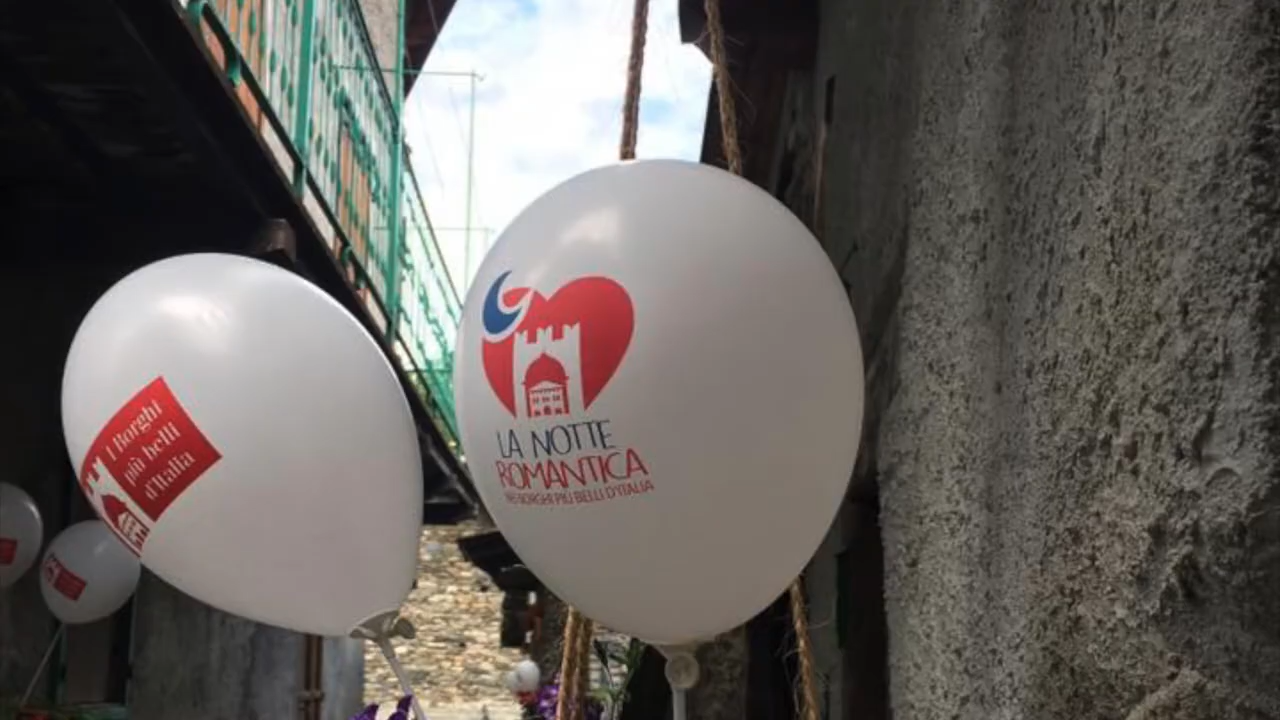 I Borghi
più belli
d'Italia
LA NOTTE
ROMANTICA
NEI BORGHI PIÙ BELLI D'ITALIA